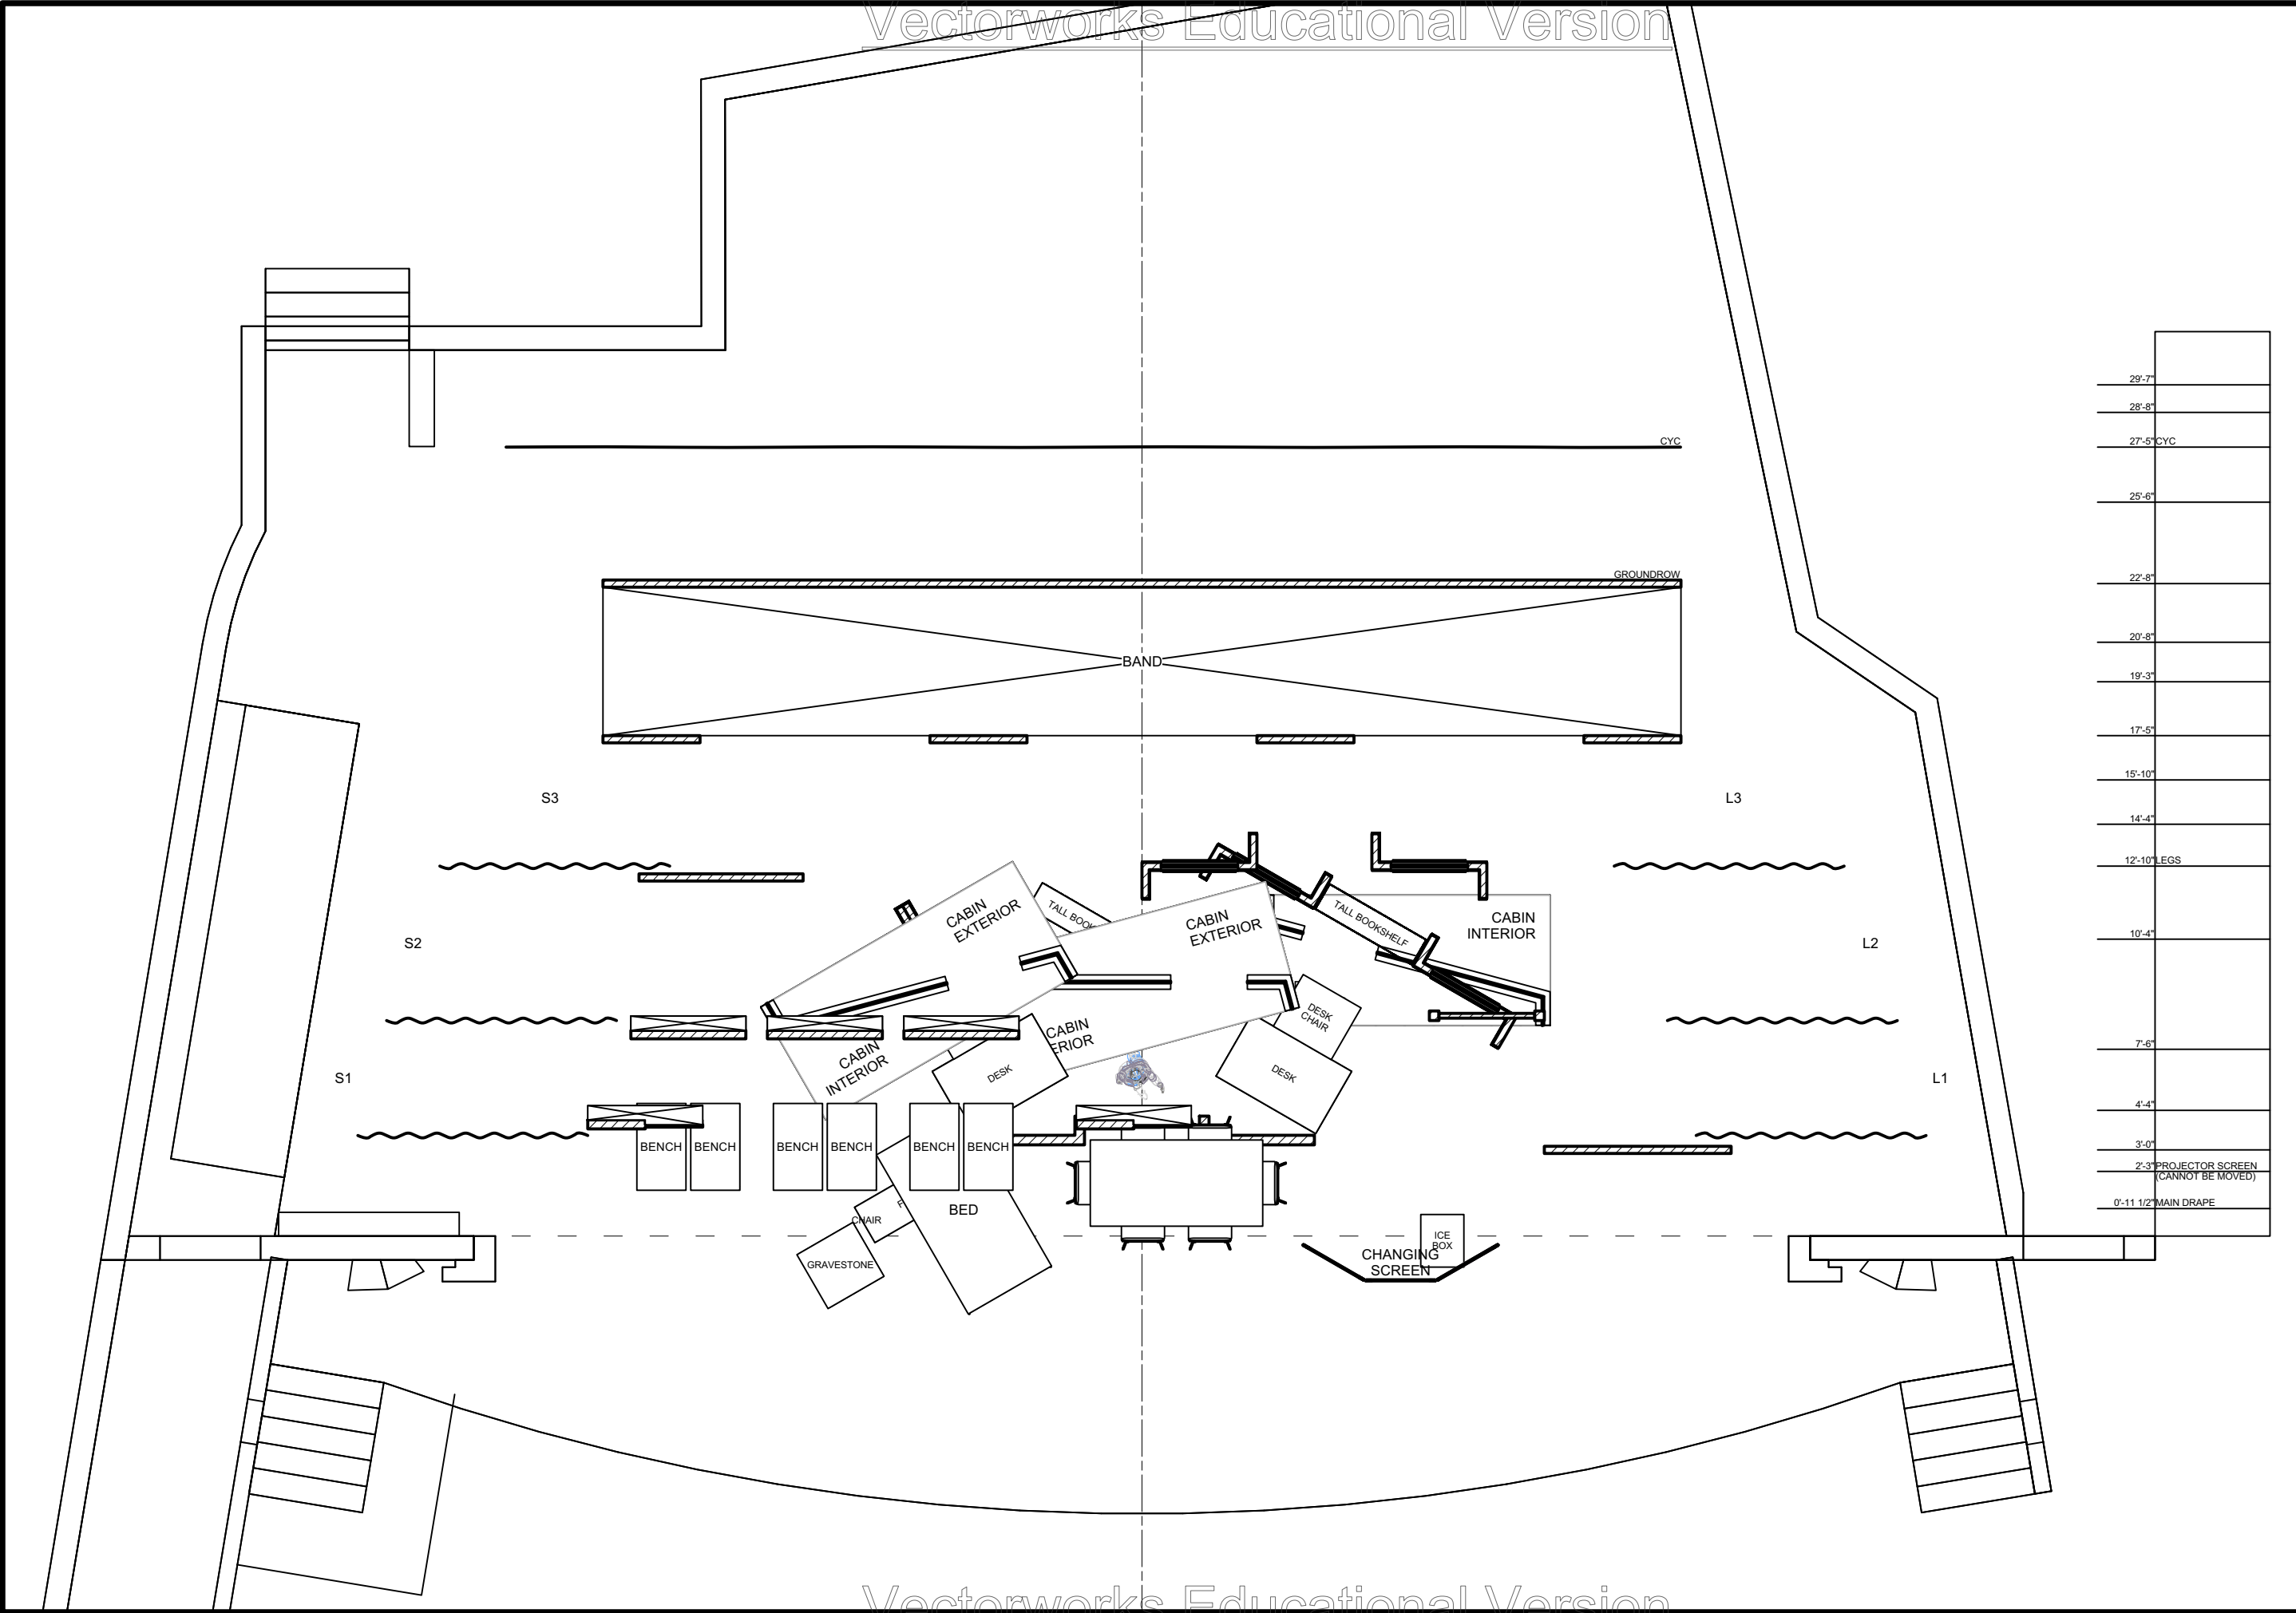 Vectorworks Educational Version
29'-7"
28'-8"
CYC
27'-5" CYC
25'-6"
GROUNDROW
22'-8"
20'-8"
BAND
19'-3"
17'-5"
15'-10"
S3
L3
14'-4"
12'-10" LEGS
CABIN
EXTERIOR
TALL
CABIN
EXTERIOR
TALL BOOKSHELF
CABIN
INTERIOR
10'-4"
S2
L2
DESK
CHAIR
CABIN
7'-6"
CABIN
INTERIOR
DESK
DESK
S1
L1
4'-4"
BENCH
BENCH
BENCH
BENCH
BENCH
BENCH
3'-0"
2'-3" PROJECTOR SCREEN
(CANNOT BE MOVED)
0'-11 1/2" MAIN DRAPE
BED
CHAIR
GRAVESTONE
ICE
BOX
CHANGING
SCREEN
Vectorworks Educational Version